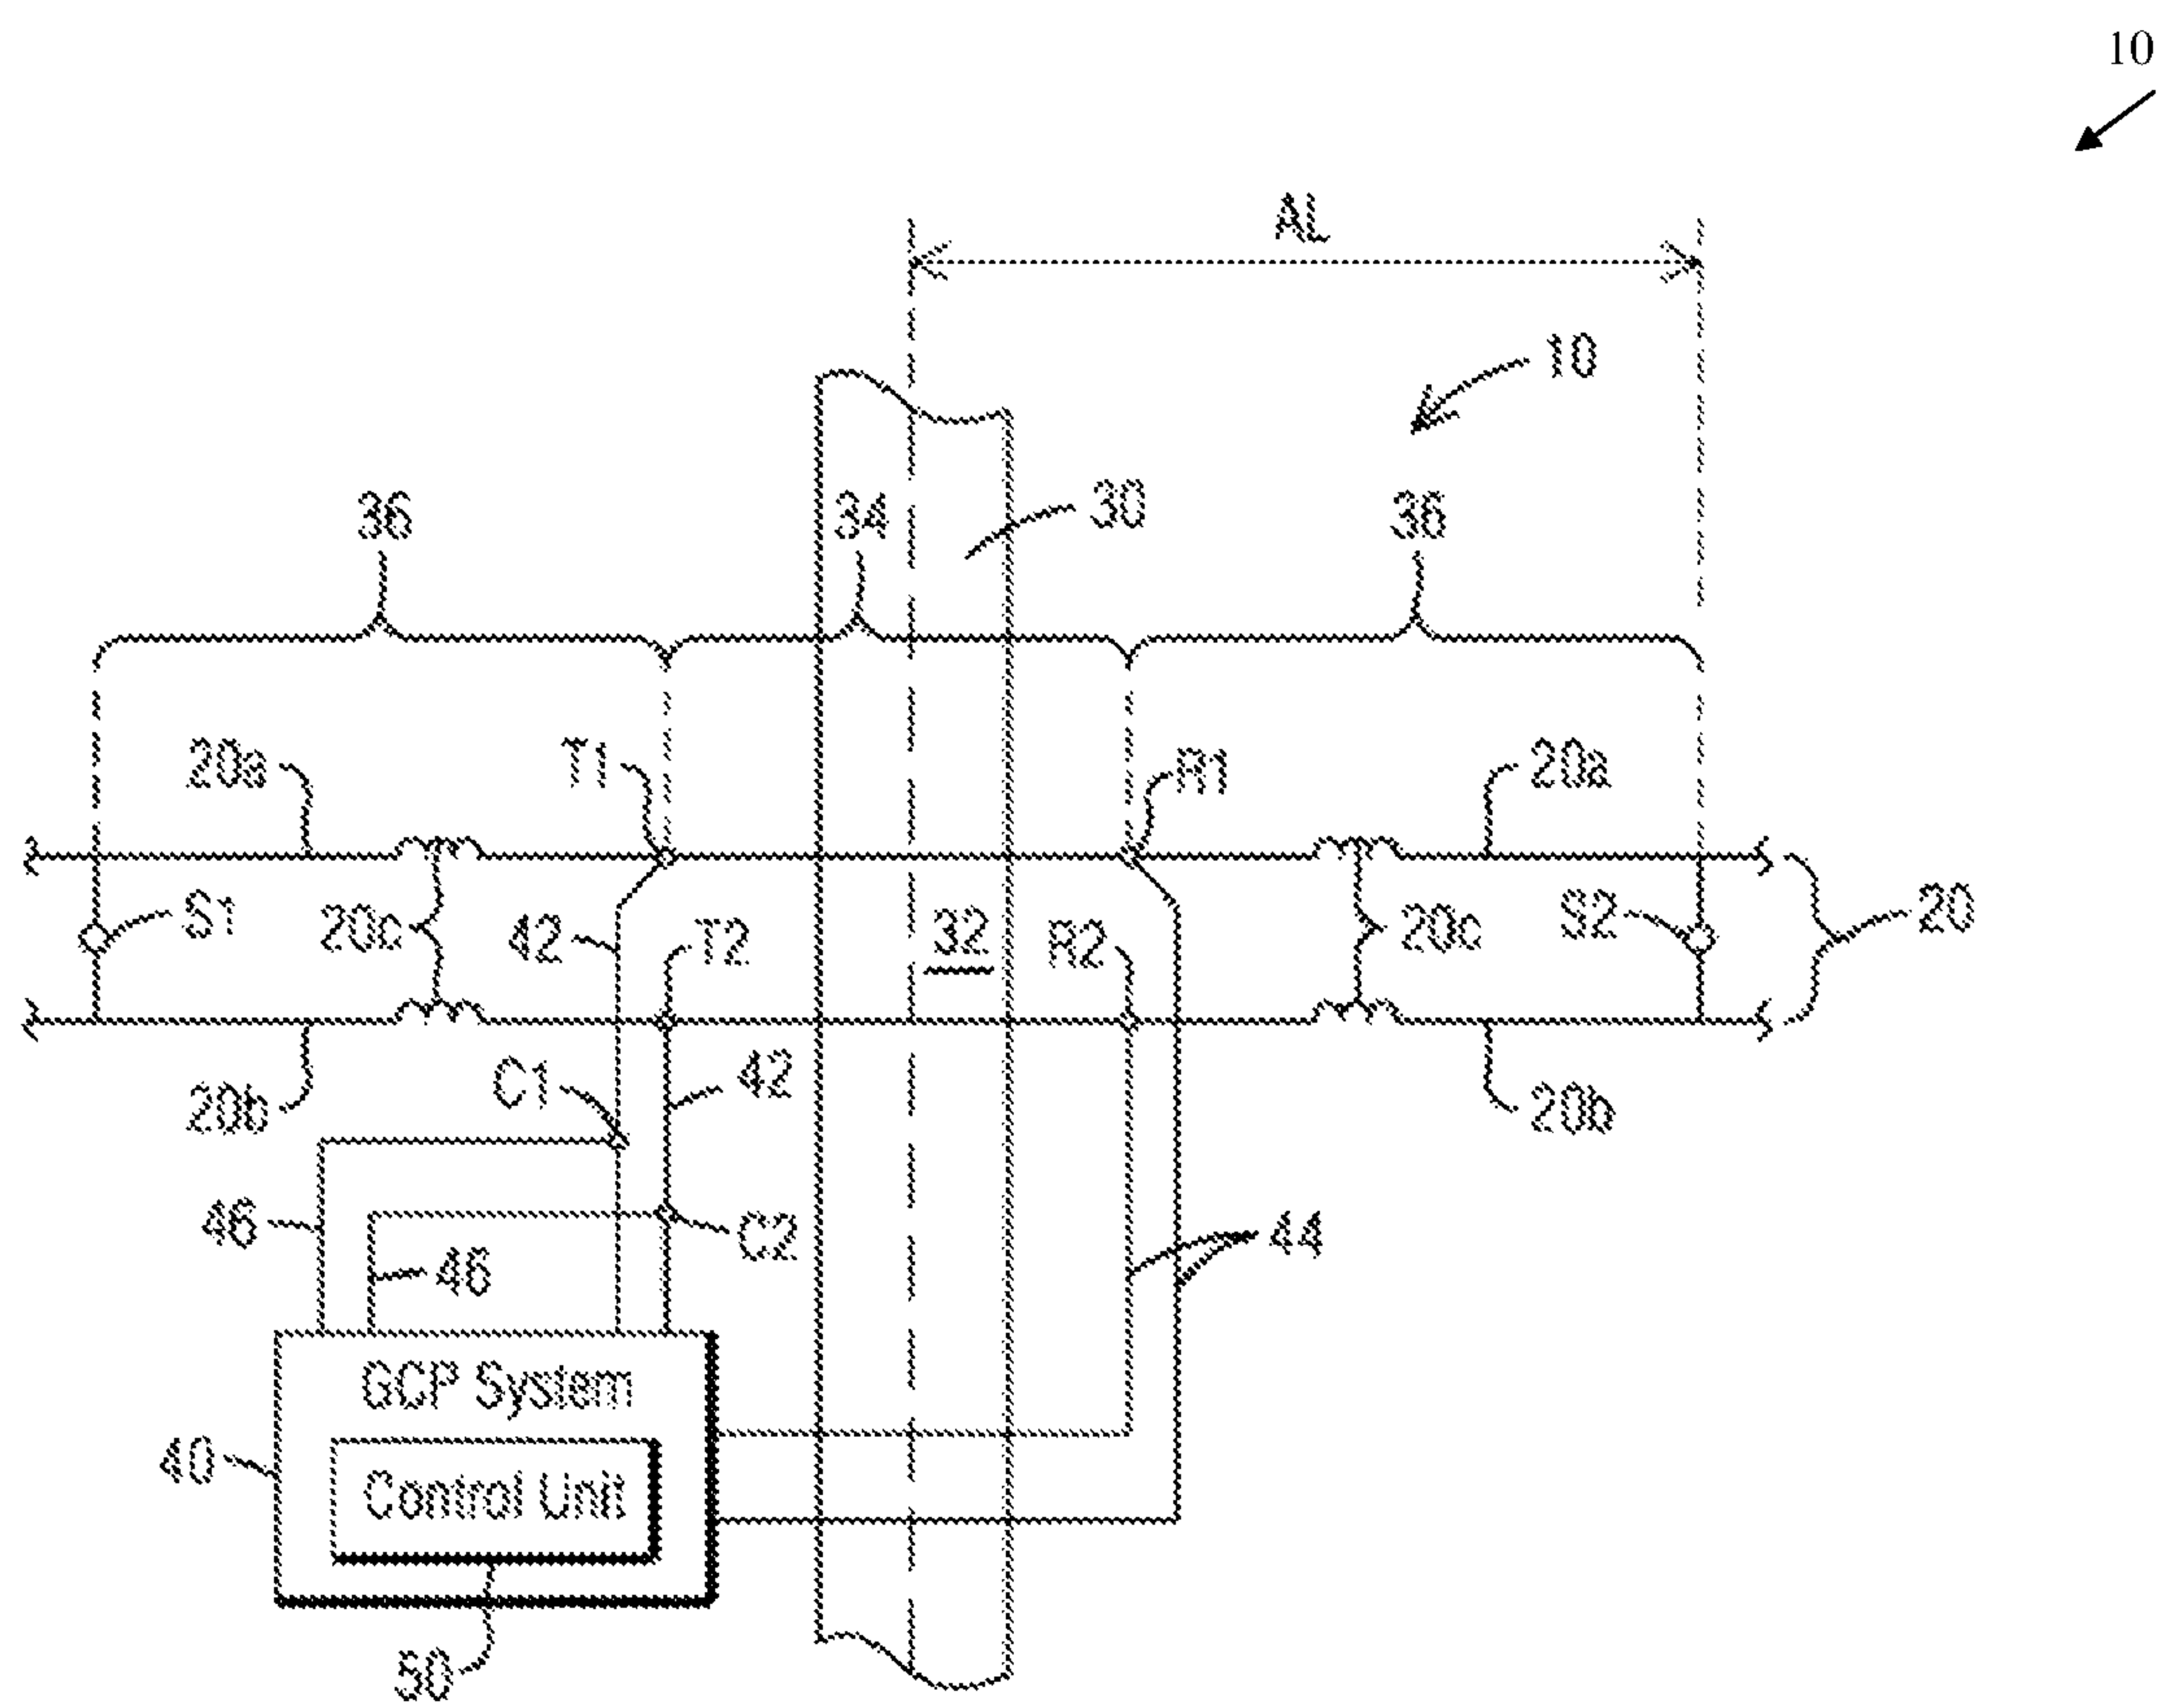 10
AL
10
36
34
30
36
20a
T1
R1
20a
S1
20c
42
T2
32
R2
20c
S2
20
20b
C1
42
20b
46
C2
44
46
GCP System
40
Control Unit
50